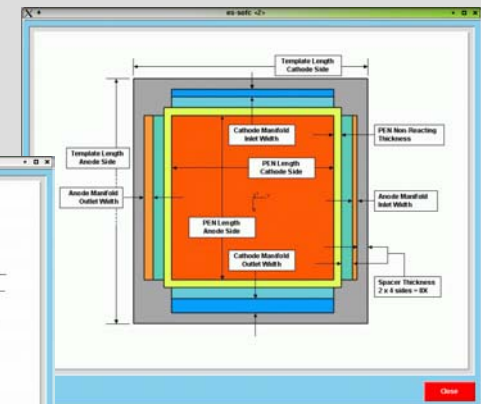 es-sofc <2>
Template Length
Cathode Side
Cathode Manifold
Inlet Width
PEN Non-Reacting
Thickness
Template Length
Anode Side
PEN Length
Cathode Side
Anode Manifold
Outlet Width
Anode Manifold
Inlet Width
PEN Length
Anode Side
Cathode Manifold
Outlet Width
Spacer Thickness
2 x 4 sides = 8X
Close